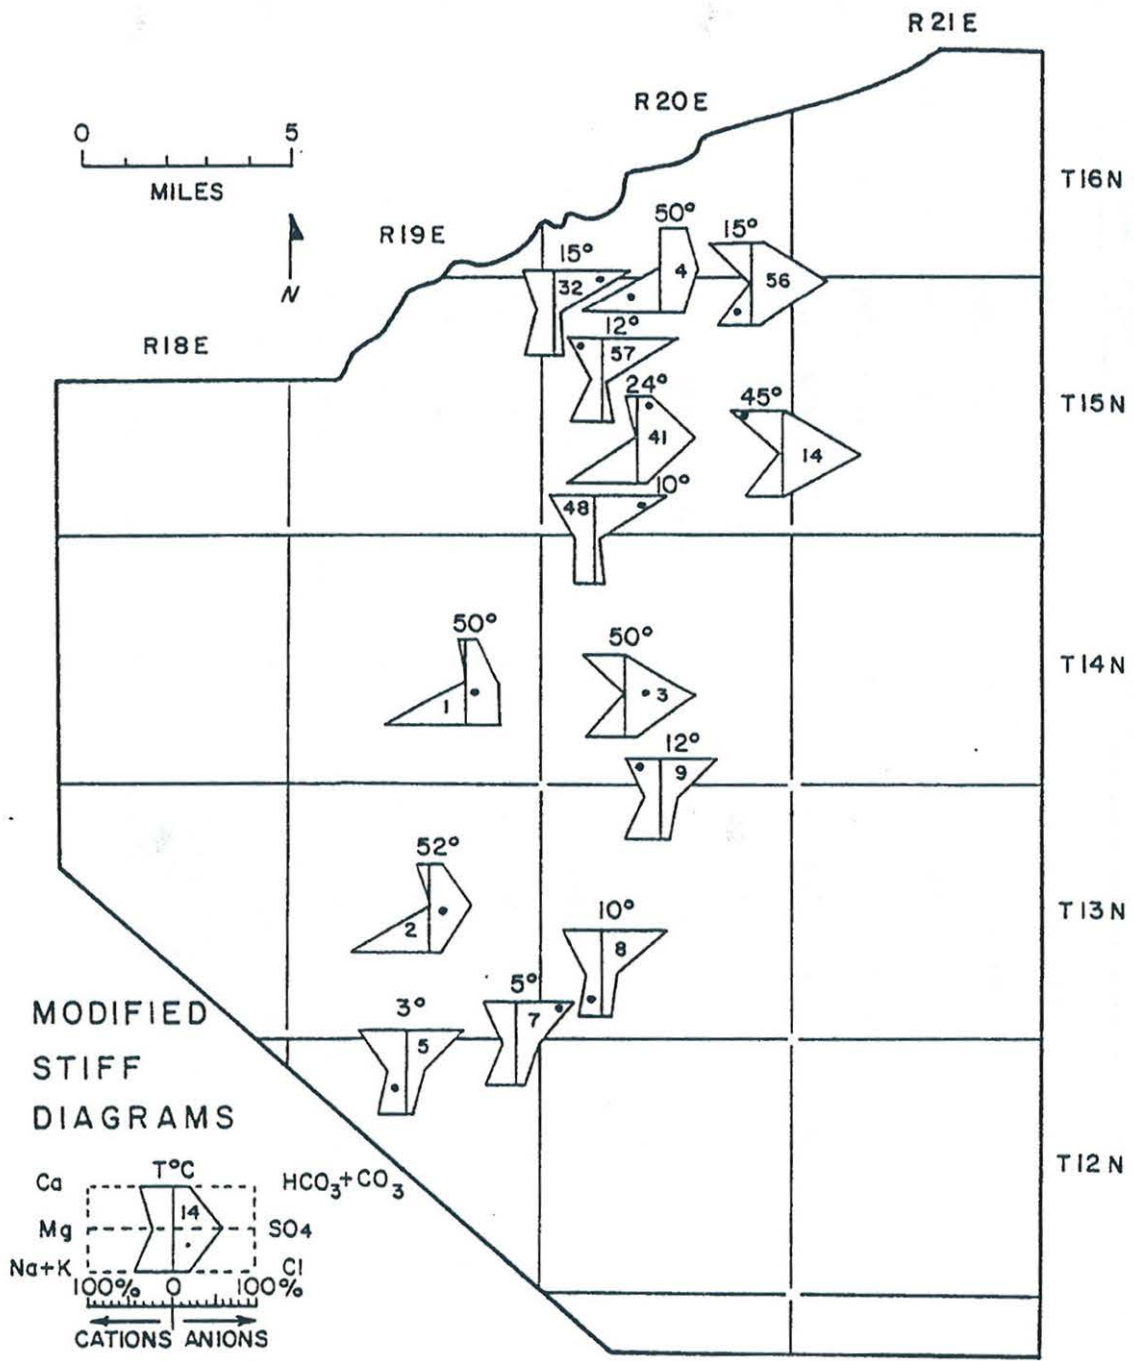 R 21 E
R 20 E
0 5
MILES
T16N
R19E
N
50°
15°
15°
4
56
32
R18E
12°
57
24°
45°
T15N
41
14
10°
48
50°
50°
T14N
1
3
12°
9
52°
2
10°
T13N
8
5°
3°
7
5
MODIFIED
STIFF
DIAGRAMS
T12N
T°C
Ca HCO3+CO3
14
Mg SO4
Na+K Cl
100% 0 100%
CATIONS ANIONS